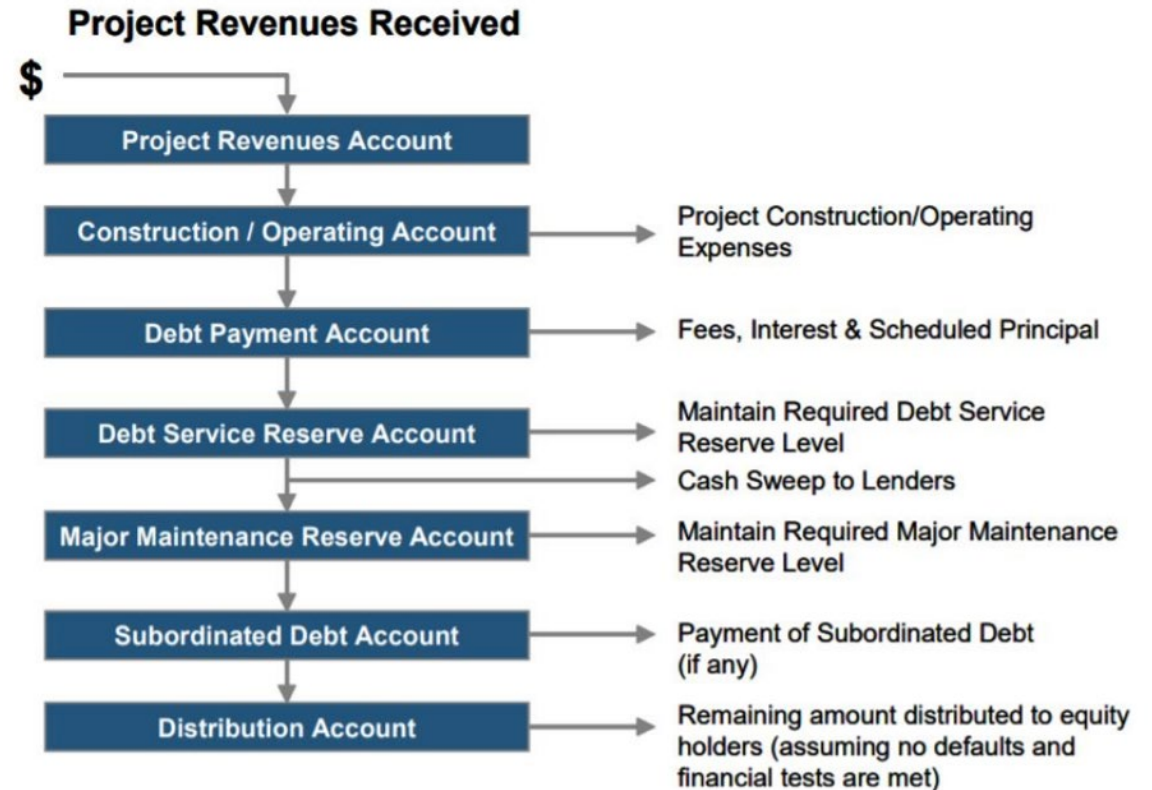 Project Revenues Received
$
Project Revenues Account
Construction / Operating Account
Project Construction/Operating
Expenses
Debt Payment Account
Fees, Interest & Scheduled Principal
Debt Service Reserve Account
Maintain Required Debt Service
Reserve Level
Cash Sweep to Lenders
Major Maintenance Reserve Account
Maintain Required Major Maintenance
Reserve Level
Subordinated Debt Account
Payment of Subordinated Debt
(if any)
Distribution Account
Remaining amount distributed to equity
holders (assuming no defaults and
financial tests are met)